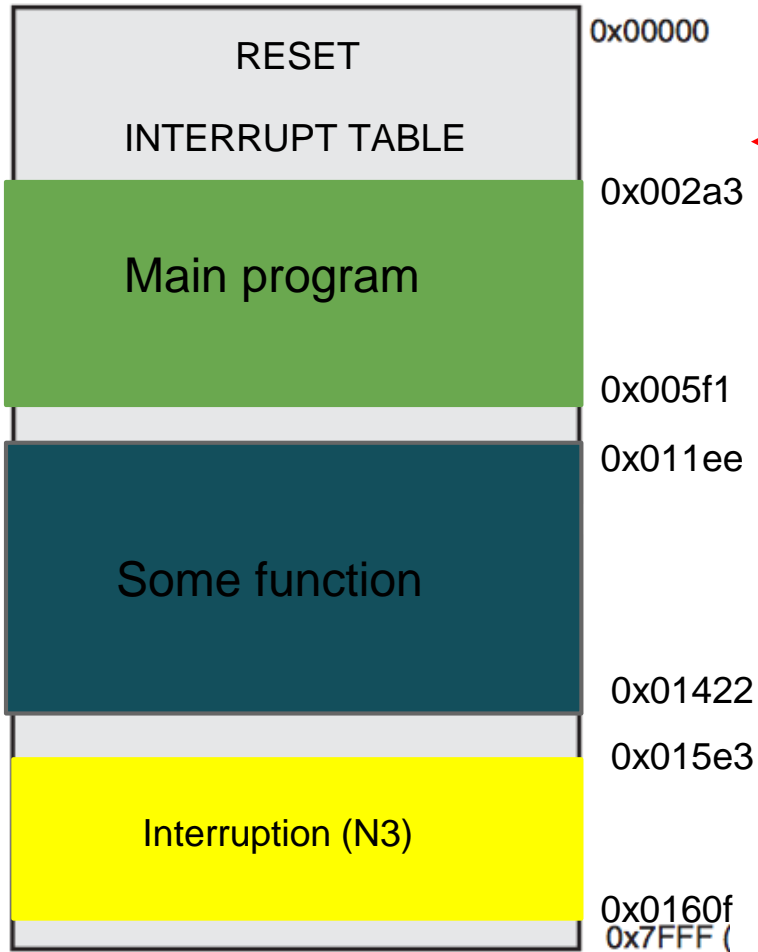 0x00000
RESET
INTERRUPT TABLE
0x002a3
Main program
0x005f1
0x011ee
Some function
0x01422
0x015e3
Interruption (N3)
0x0160f
0x7FFF (